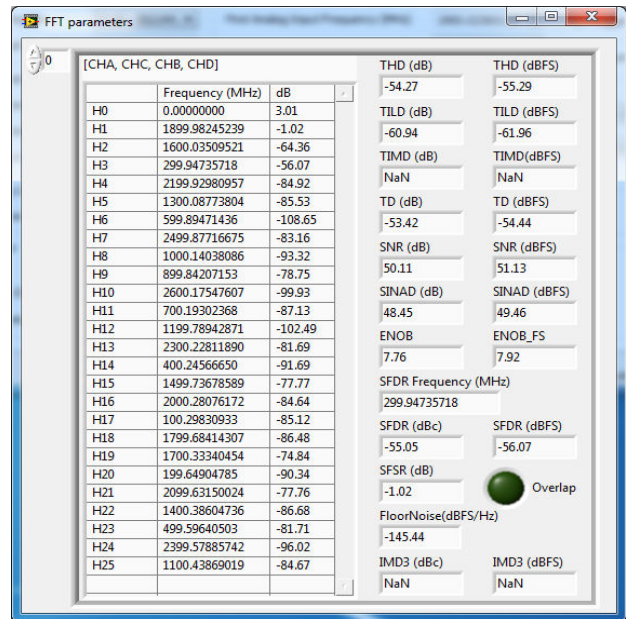 FFT parameters
0
[CHA, CHC, CHB, CHD]
Frequency (MHz) dB
H0 0.00000000 3.01
H1 1899.98245239 -1.02
H2 1600.03509521 -64.36
H3 299.94735718 -56.07
H4 2199.92980957 -84.92
H5 1300.08773804 -85.53
H6 599.89471436 -108.65
H7 2499.87716675 -83.16
H8 1000.14038086 -93.32
H9 899.84207153 -78.75
H10 2600.17547607 -99.93
H11 700.19302368 -87.13
H12 1199.78942871 -102.49
H13 2300.22811890 -81.69
H14 400.24566650 -91.69
H15 1499.73678589 -77.77
H16 2000.28076172 -84.64
H17 100.29830933 -85.12
H18 1799.68414307 -86.48
H19 1700.33340454 -74.84
H20 199.64904785 -90.34
H21 2099.63150024 -77.76
H22 1400.38604736 -86.68
H23 499.59640503 -81.71
H24 2399.57885742 -96.02
H25 1100.43869019 -84.67
THD (dB) THD (dBFS)
-54.27 -55.29
TILD (dB) TILD (dBFS)
-60.94 -61.96
TIMD (dB) TIMD(dBFS)
NaN NaN
TD (dB) TD (dBFS)
-53.42 -54.44
SNR (dB) SNR (dBFS)
50.11 51.13
SINAD (dB) SINAD (dBFS)
48.45 49.46
ENOB ENOB_FS
7.76 7.92
SFDR Frequency (MHz)
299.94735718
SFDR (dBc) SFDR (dBFS)
-55.05 -56.07
SFSR (dB)
-1.02 Overlap
FloorNoise(dBFS/Hz)
-145.44
IMD3 (dBc) IMD3 (dBFS)
NaN NaN